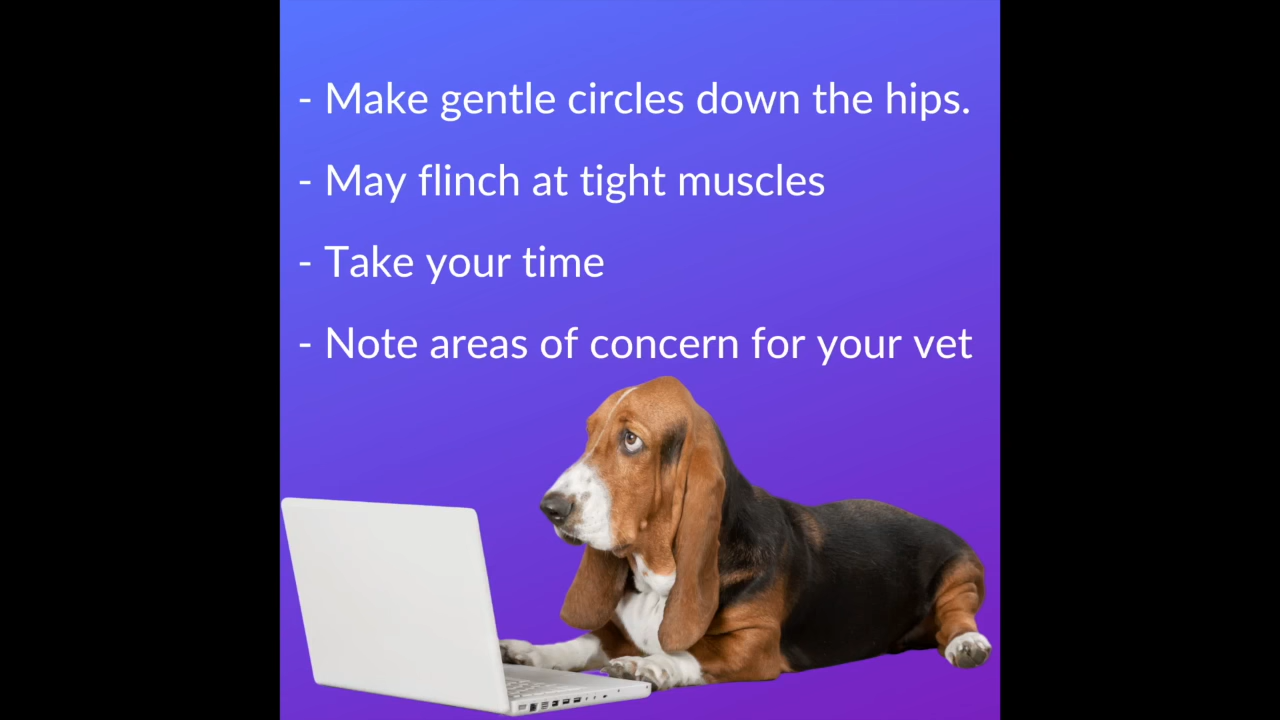 - Make gentle circles down the hips.
- May flinch at tight muscles
- Take your time
- Note areas of concern for your vet